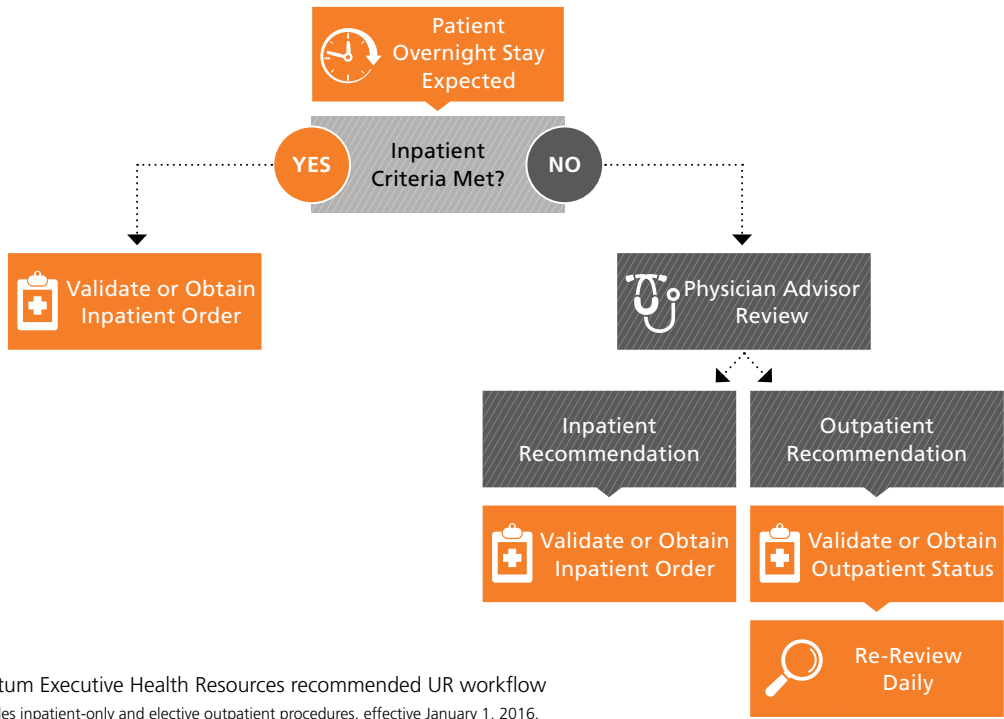 Patient
Overnight Stay
Expected
YES
Inpatient
Criteria Met?
NO
Validate or Obtain
Inpatient Order
Physician Advisor
Review
Inpatient
Recommendation
Outpatient
Recommendation
Validate or Obtain
Inpatient Order
Validate or Obtain
Outpatient Status
Re-Review
Daily
Executive Health Resources recommended UR workflow
inpatient-only and elective outpatient procedures, effective January 1, 2016.